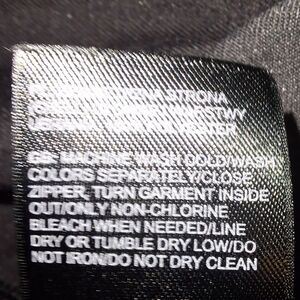 STRONA
GB: MACHINE WASH COLD/WASH
COLORS SEPARATELY/CLOSE
ZIPPER, TURN GARMENT INSIDE
OUT/ONLY NON-CHLORINE
BLEACH WHEN NEEDED/LINE
DRY OR TUMBLE DRY LOW/DO
NOT IRON/DO NOT DRY CLEAN